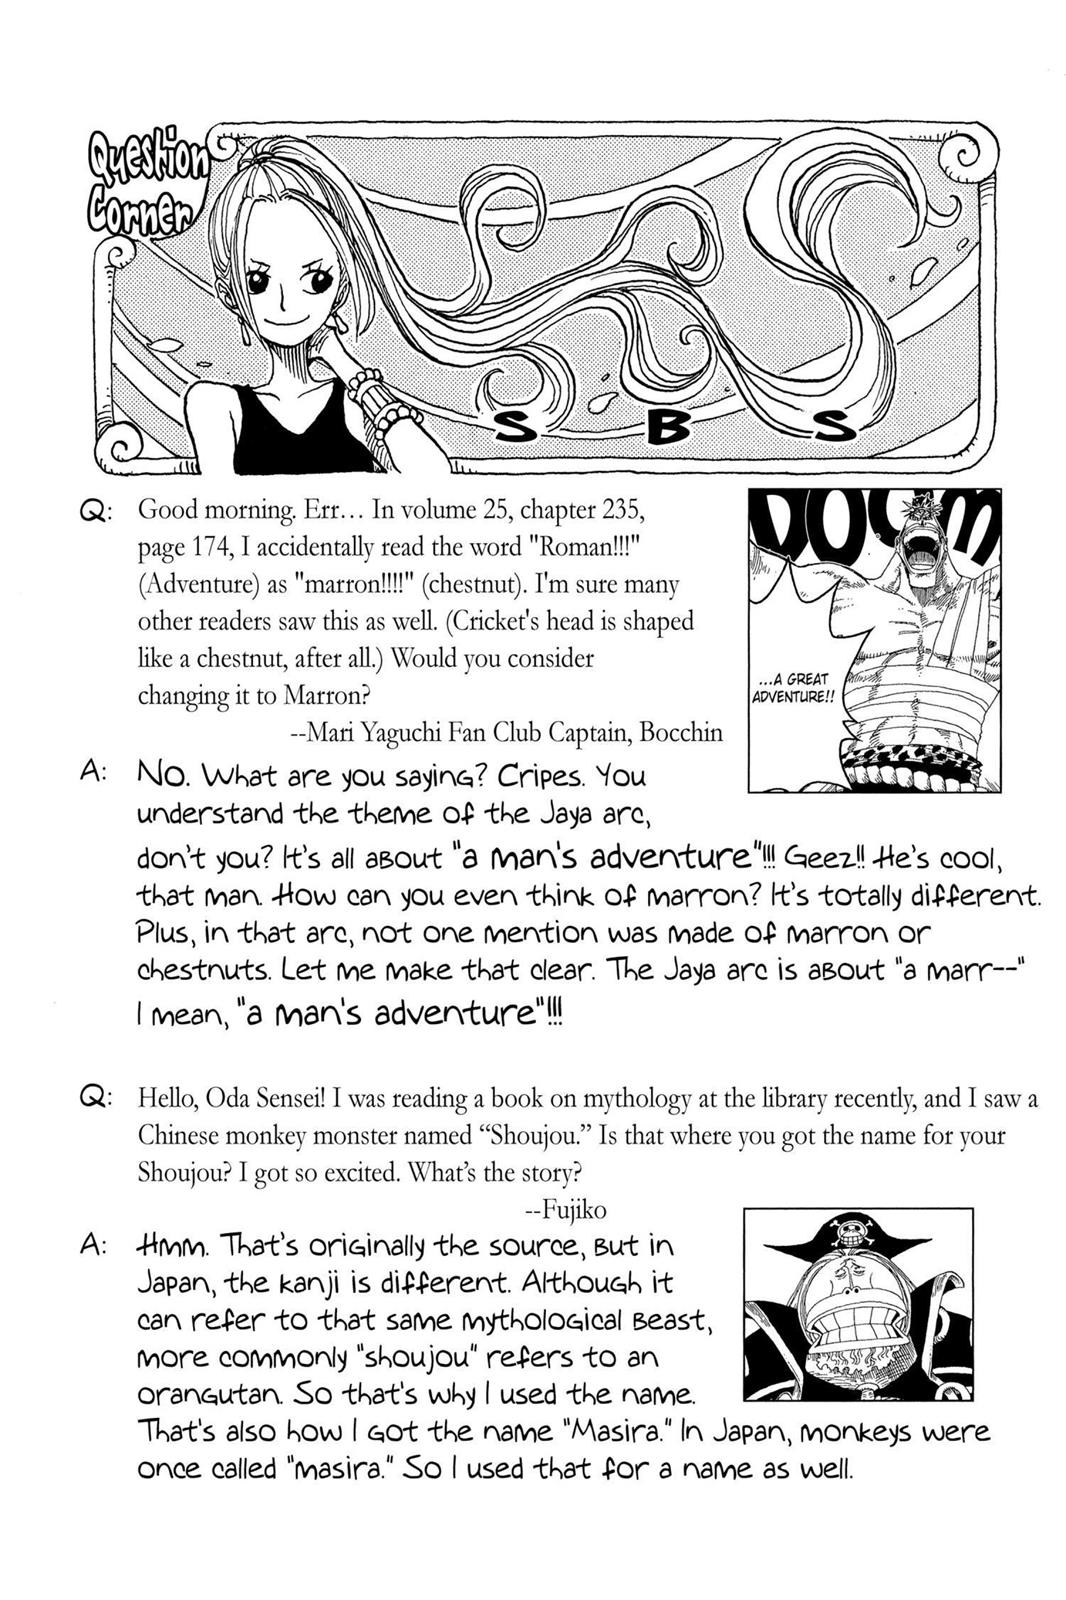 Question
Corner
S B S
Q: Good morning. Err... In volume 25, chapter 235,
page 174, I accidentally read the word "Roman!!!"
(Adventure) as "marron!!!!" (chestnut). I'm sure many
other readers saw this as well. (Cricket's head is shaped
like a chestnut, after all.) Would you consider
changing it to Marron?
--Mari Yaguchi Fan Club Captain, Bocchin
DOOM
...A GREAT
ADVENTURE!!
A: No. What are you saying? Cripes. You
understand the theme of the Jaya arc,
don't you? It's all about "a man's adventure"!!! Geez!! He's cool,
that man. How can you even think of marron? It's totally different.
Plus, in that arc, not one mention was made of marron or
chestnuts. Let me make that clear. The Jaya arc is about "a marr--"
I mean, "a man's adventure"!!!
Q: Hello, Oda Sensei! I was reading a book on mythology at the library recently, and I saw a
Chinese monkey monster named “Shoujou.” Is that where you got the name for your
Shoujou? I got so excited. What’s the story?
--Fujiko
A: Hmm. That's originally the source, but in
Japan, the kanji is different. Although it
can refer to that same mythological beast,
more commonly "shoujou" refers to an
orangutan. So that's why I used the name.
That's also how I got the name "Masira." In Japan, monkeys were
once called "masira." So I used that for a name as well.